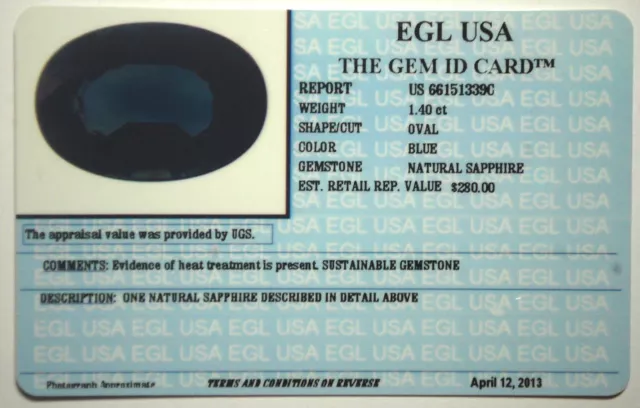 EGL USA
THE GEM ID CARD™
REPORT US 66151339C
WEIGHT 1.40 ct
SHAPE/CUT OVAL
COLOR BLUE
GEMSTONE NATURAL SAPPHIRE
EST. RETAIL REP. VALUE $280.00
The appraisal value was provided by UGS.
COMMENTS: Evidence of heat treatment is present. SUSTAINABLE GEMSTONE
DESCRIPTION: ONE NATURAL SAPPHIRE DESCRIBED IN DETAIL ABOVE
Photograph Approximate TERMS AND CONDITIONS ON REVERSE April 12, 2013